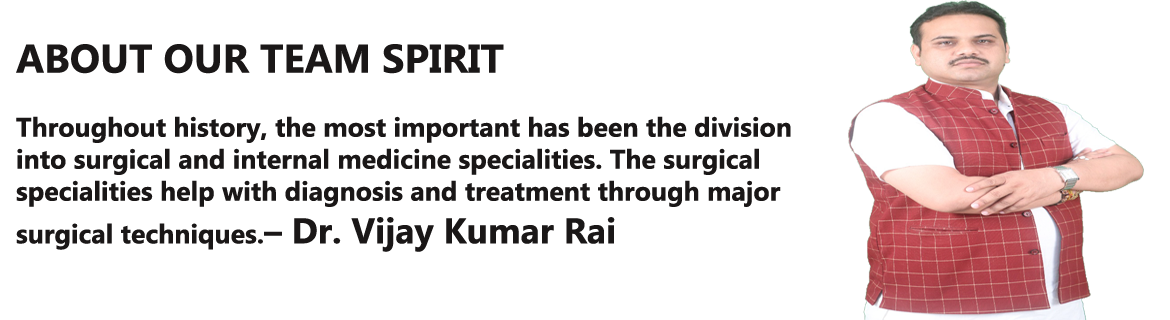 ABOUT OUR TEAM SPIRIT
Throughout history, the most important has been the division
into surgical and internal medicine specialities. The surgical
specialities help with diagnosis and treatment through major
surgical techniques.– Dr. Vijay Kumar Rai